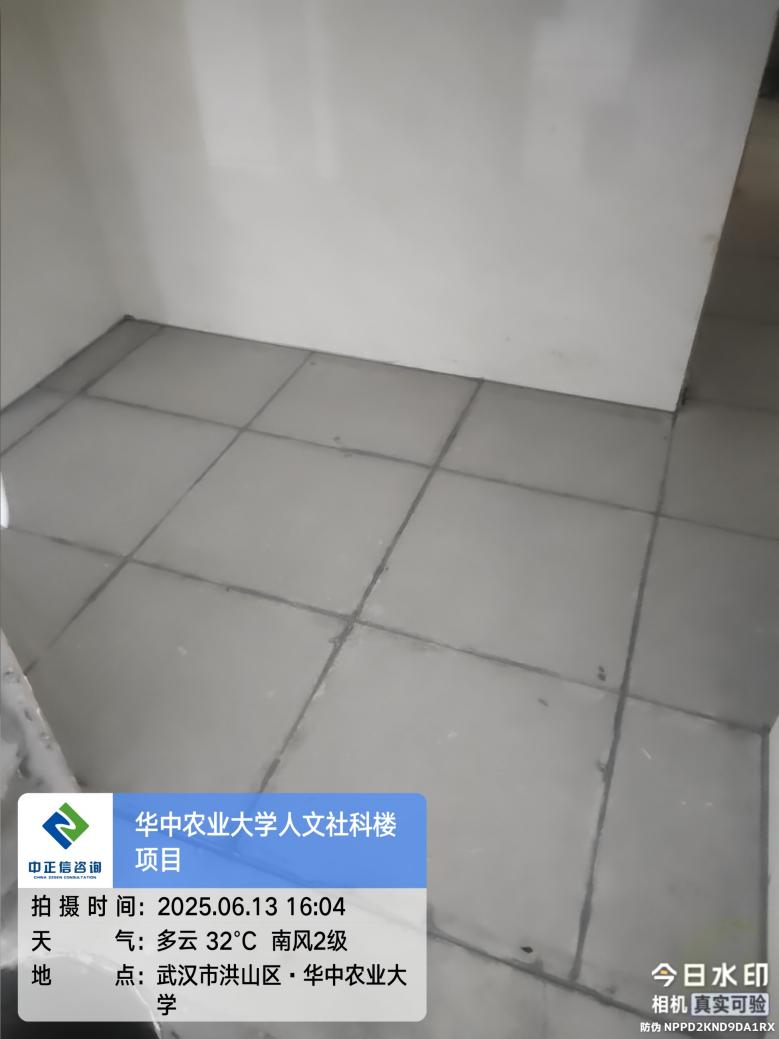 华中农业大学人文社科楼
项目
中正信咨询
拍摄时间：2025.06.13 16:04
天气：多云 32℃ 南风2级
地点：武汉市洪山区·华中农业大
学
今日水印
相机 真实可验
防伪 NPPD2KND9DA1RX